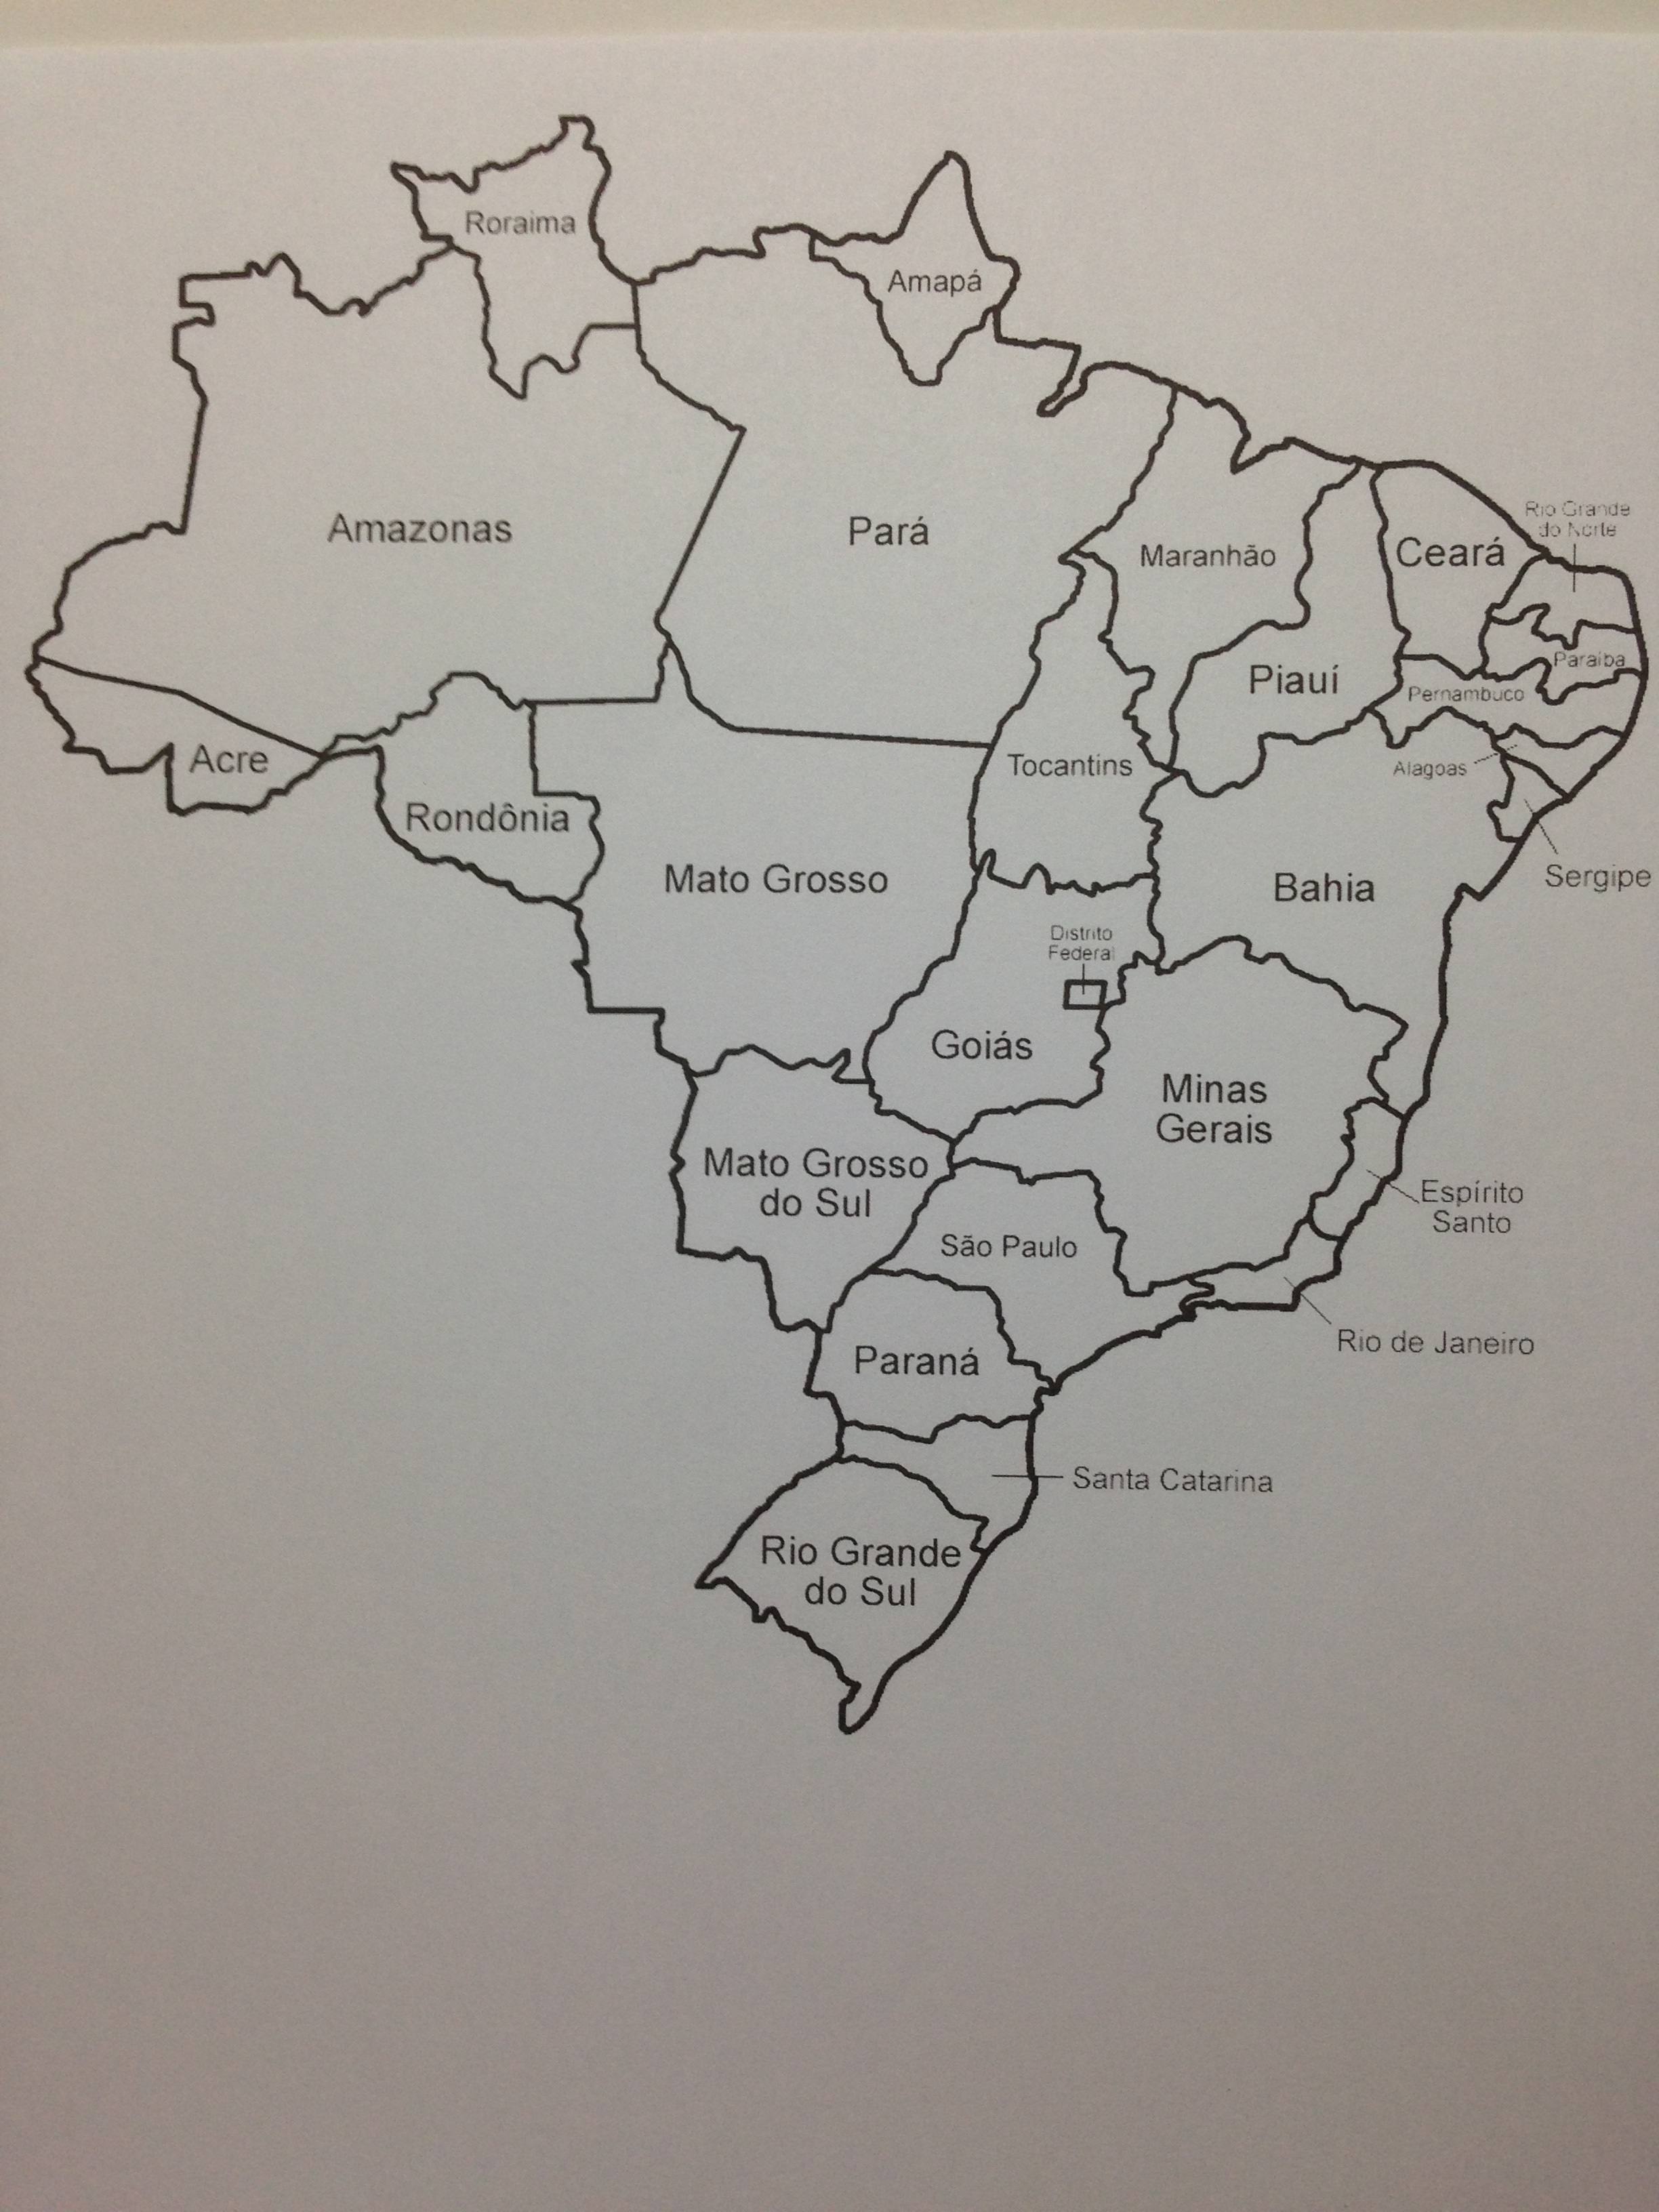 Roraima
Amapá
Amazonas
Pará
Rio Grande
do Norte
Maranhão
Ceará
Paraíba
Piauí
Pernambuco
Acre
Tocantins
Alagoas
Rondônia
Mato Grosso
Bahia
Sergipe
Distrito
Federal
Goiás
Minas
Gerais
Mato Grosso
do Sul
Espírito
Santo
São Paulo
Rio de Janeiro
Paraná
Santa Catarina
Rio Grande
do Sul